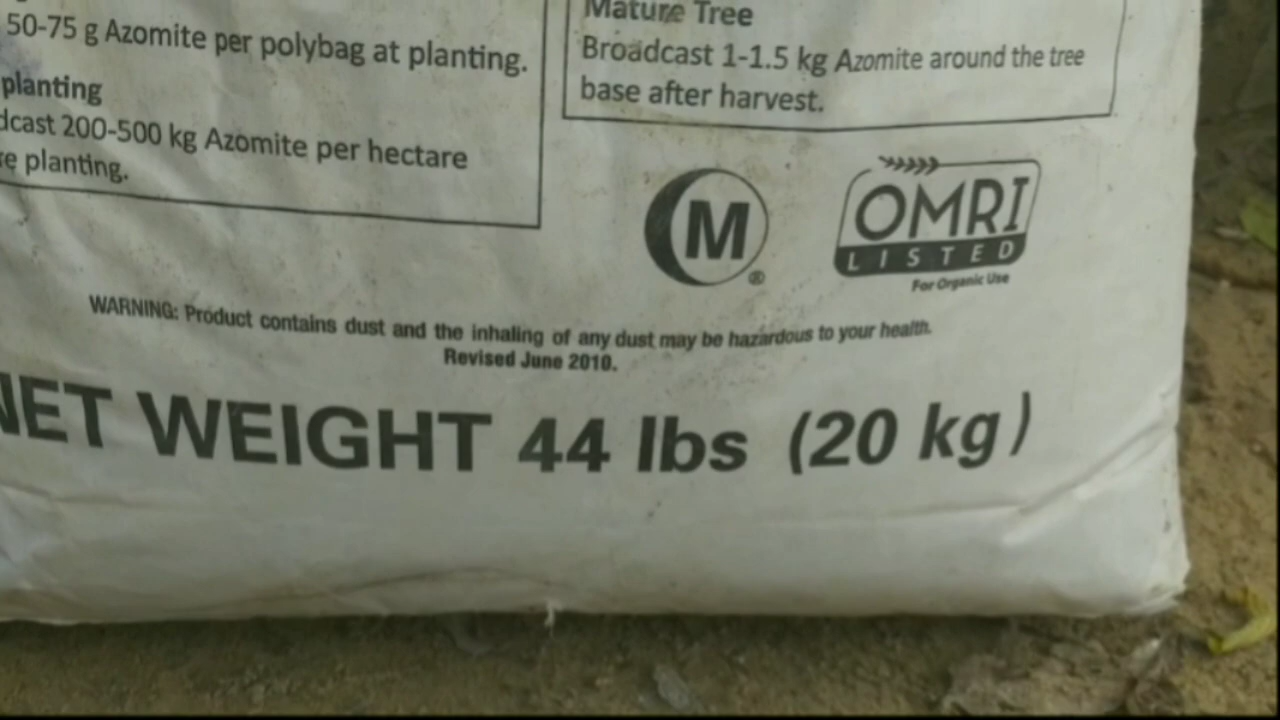 50-75 g Azomite per polybag at planting.
planting
dcast 200-500 kg Azomite per hectare
re planting.
Mature Tree
Broadcast 1-1.5 kg Azomite around the tree
base after harvest.
M
®
OMRI
LISTED
For Organic Use
WARNING: Product contains dust and the inhaling of any dust may be hazardous to your health.
Revised June 2010.
NET WEIGHT 44 lbs (20 kg)